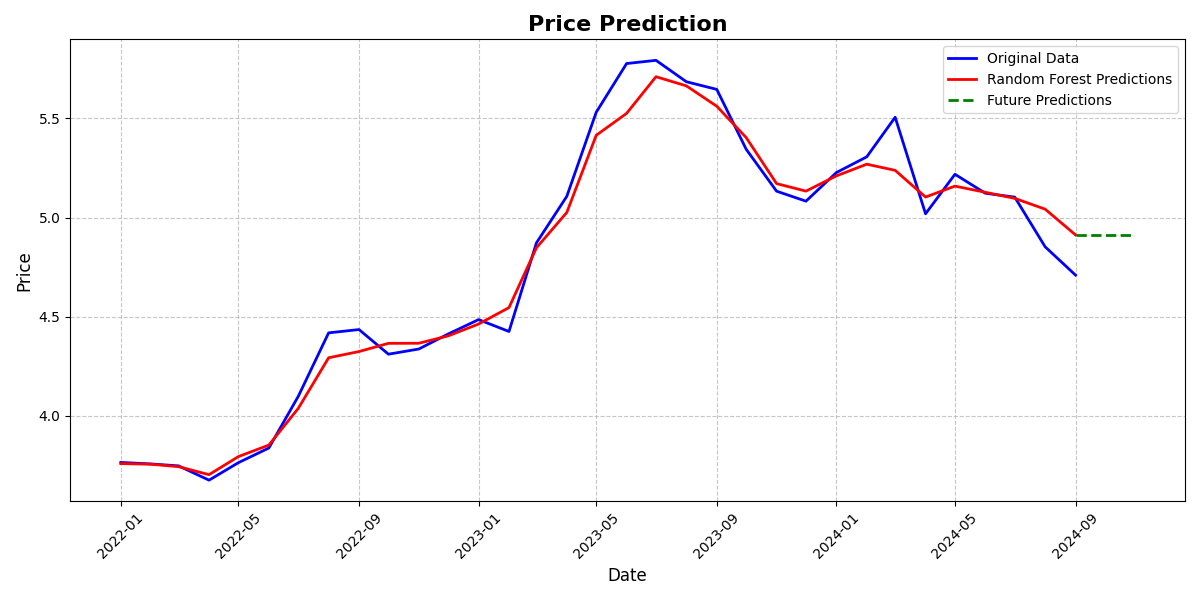 Price Prediction
Original Data
Random Forest Predictions
Future Predictions
Price
5.5
5.0
4.5
4.0
2022-01
2022-05
2022-09
2023-01
2023-05
2023-09
2024-01
2024-05
2024-09
Date